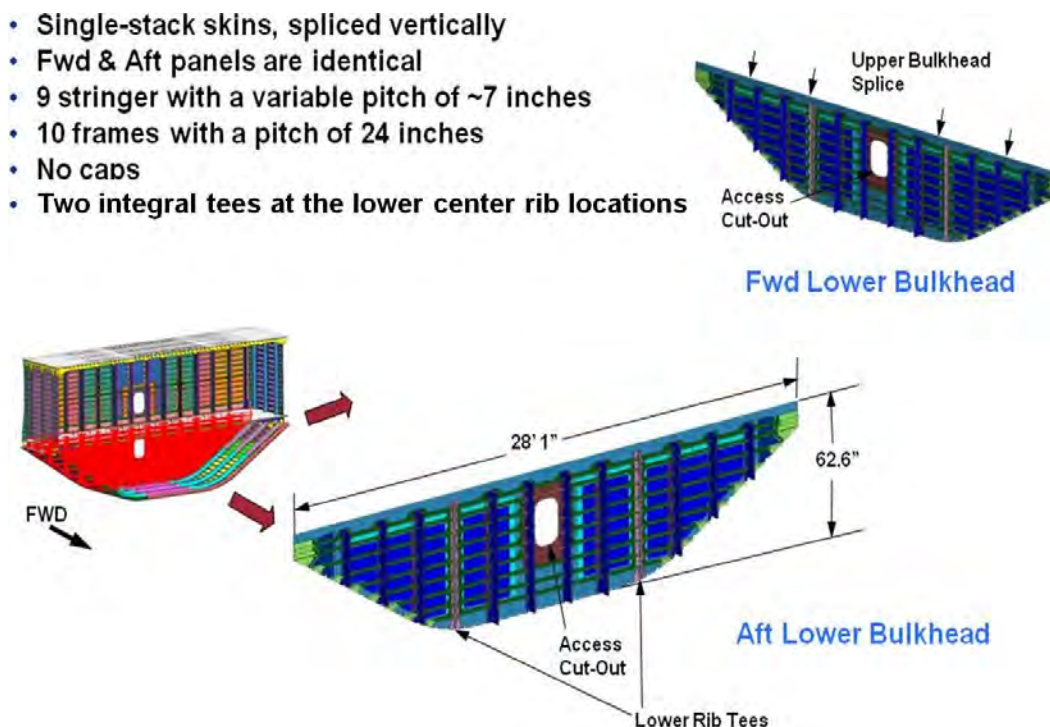 • Single-stack skins, spliced vertically
• Fwd & Aft panels are identical
• 9 stringer with a variable pitch of ~7 inches
• 10 frames with a pitch of 24 inches
• No caps
• Two integral tees at the lower center rib locations
Upper Bulkhead
Splice
Access
Cut-Out
Fwd Lower Bulkhead
28' 1"
62.6"
FWD
Access
Cut-Out
Aft Lower Bulkhead
Lower Rib Tees